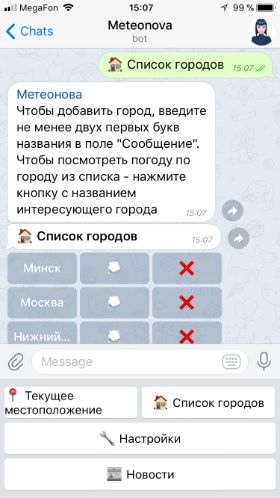 MegaFon 15:07 99 %
Chats
Meteonova
bot
Список городов 15:07
Метеонова
Чтобы добавить город, введите
не менее двух первых букв
названия в поле "Сообщение".
Чтобы посмотреть погоду по
городу из списка - нажмите
кнопку с названием
интересующего города 15:07
Список городов 15:07
Минск
Москва
Нижний...
Message
Текущее
местоположение
Список городов
Настройки
Новости